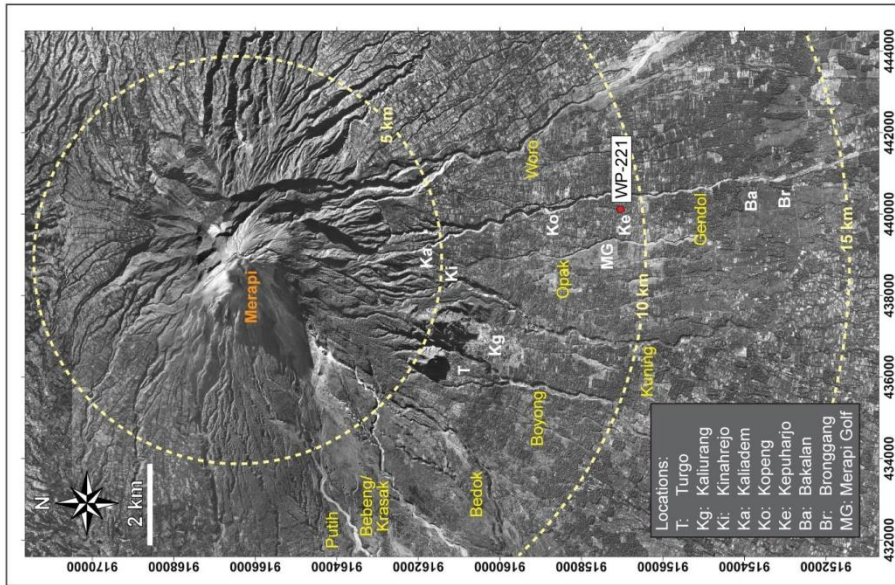 N
9170000
2 km
9168000
9166000
Merapi
9164000
Putih
5 km
Bebeng/
Krasak
9162000
Ka
Ki
T
Bedok
9160000
Kg
Boyong
Woro
Ko
Opak
9158000
MG
Ke
WP-221
10 km
Kuning
9156000
Gendol
Locations:
T: Turgo
Kg: Kaliurang
Ki: Kinahrejo
Ka: Kaliadem
Ko: Kopeng
Ke: Kepuharjo
Ba: Bakalan
Br: Bronggang
MG: Merapi Golf
9154000
Ba
Br
15 km
9152000
432000 434000 436000 438000 440000 442000 444000